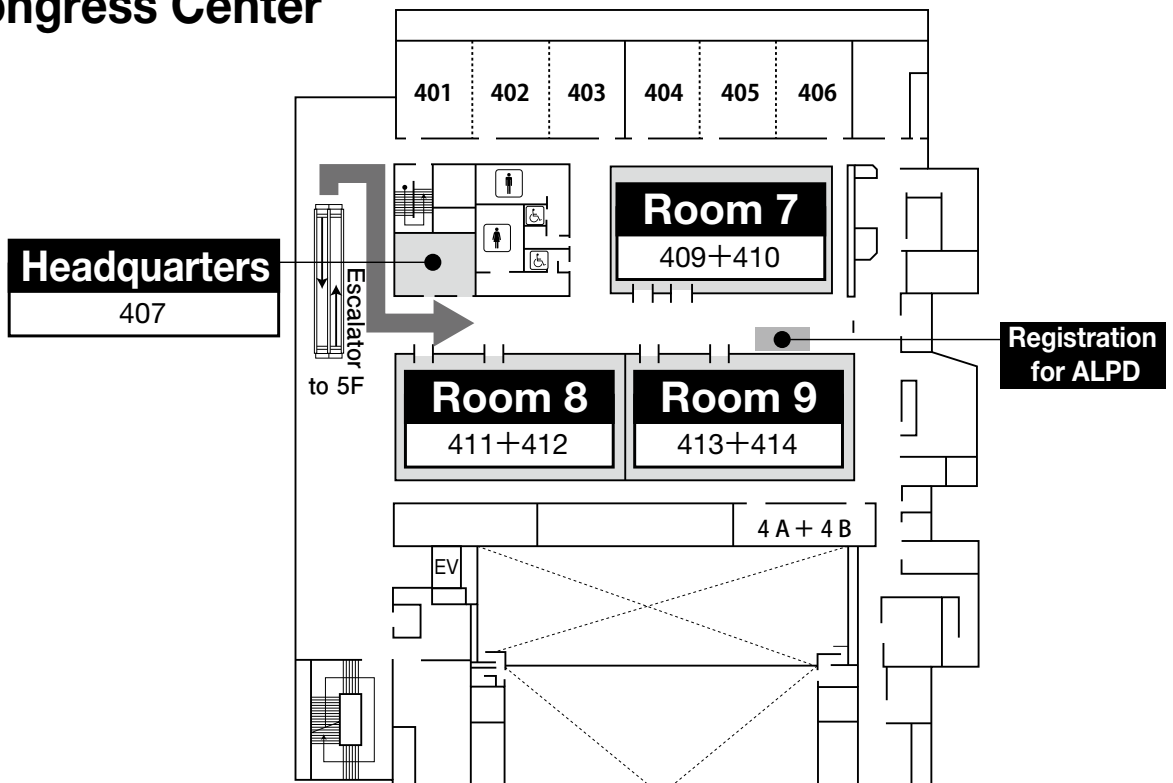 ongress Center
401 402 403 404 405 406
Room 7
409+410
Headquarters
407
Escalator
to 5F
Registration
for ALPD
Room 8
411+412
Room 9
413+414
4 A + 4 B
EV